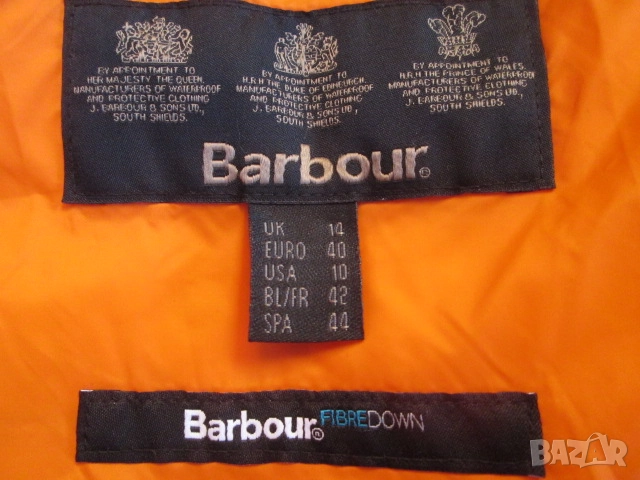 BY APPOINTMENT TO
HER MAJESTY THE QUEEN,
MANUFACTURERS OF WATERPROOF
AND PROTECTIVE CLOTHING
J. BARBOUR & SONS LTD.,
SOUTH SHIELDS.
BY APPOINTMENT TO
H.R.H THE DUKE OF EDINBURGH,
MANUFACTURERS OF WATERPROOF
AND PROTECTIVE CLOTHING
J. BARBOUR & SONS LTD.,
SOUTH SHIELDS.
BY APPOINTMENT TO
H.R.H THE PRINCE OF WALES,
MANUFACTURERS OF WATERPROOF
AND PROTECTIVE CLOTHING
J. BARBOUR & SONS LTD.,
SOUTH SHIELDS.
Barbour®
UK 14
EURO 40
USA 10
BL/FR 42
SPA 44
Barbour® FIBREDOWN
BAZAR